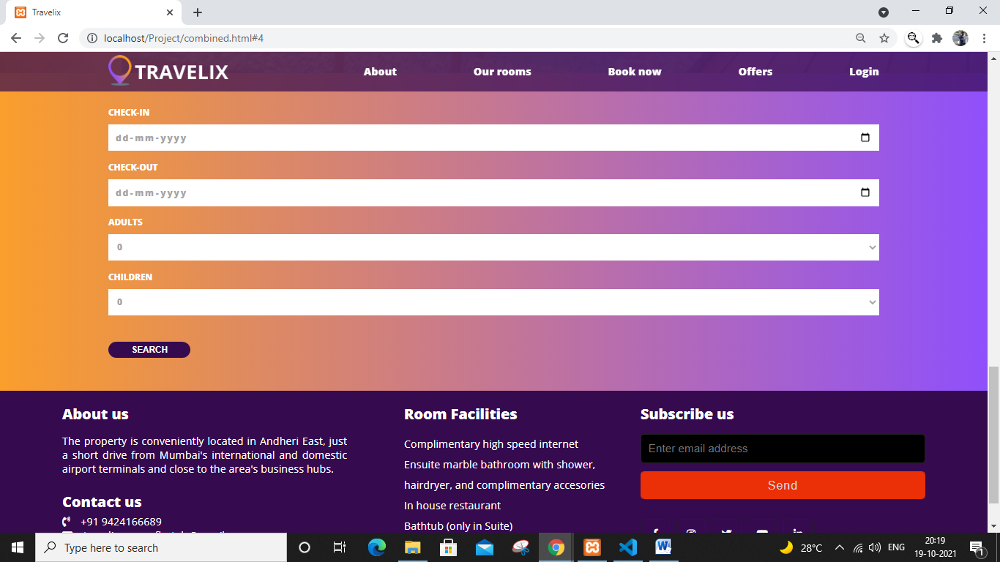 Travelix
localhost/Project/combined.html#4
TRAVELIX
About
Our rooms
Book now
Offers
Login
CHECK-IN
dd-mm-yyyy
CHECK-OUT
dd-mm-yyyy
ADULTS
0
CHILDREN
0
SEARCH
About us
The property is conveniently located in Andheri East, just
a short drive from Mumbai's international and domestic
airport terminals and close to the area's business hubs.
Contact us
+91 9424166689
Room Facilities
Complimentary high speed internet
Ensuite marble bathroom with shower,
hairdryer, and complimentary accesories
In house restaurant
Bathtub (only in Suite)
Subscribe us
Enter email address
Send
Type here to search
28°C
ENG
20:19
19-10-2021
1